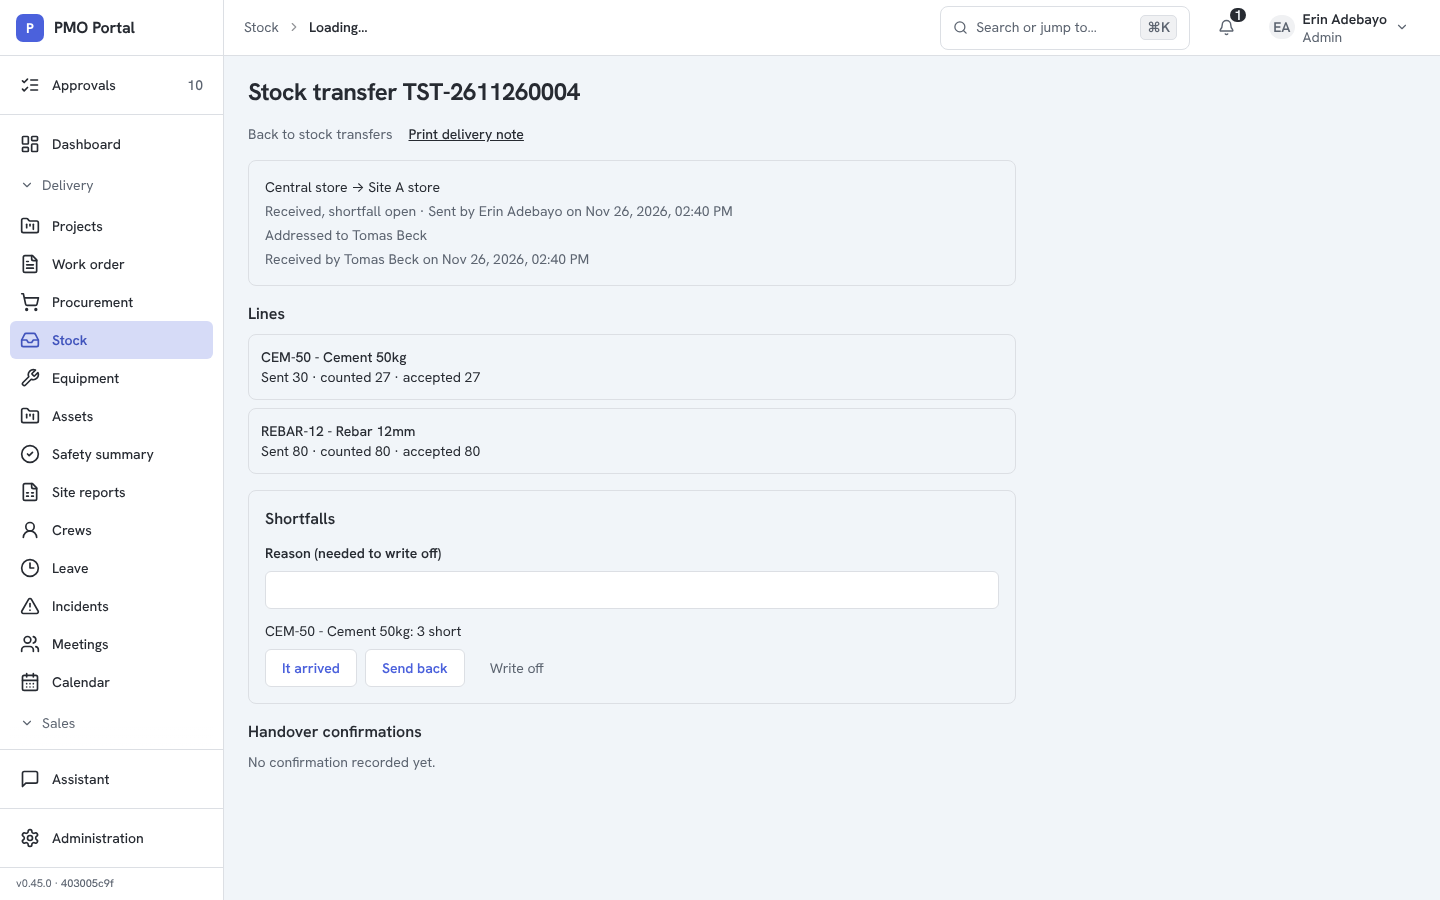 P PMO Portal
Stock > Loading...
Search or jump to... ⌘K
1
EA Erin Adebayo
Admin
Approvals 10
Dashboard
Delivery
Projects
Work order
Procurement
Stock
Equipment
Assets
Safety summary
Site reports
Crews
Leave
Incidents
Meetings
Calendar
Sales
Assistant
Administration
v0.45.0 · 403005c9f
Stock transfer TST-2611260004
Back to stock transfers Print delivery note
Central store → Site A store
Received, shortfall open · Sent by Erin Adebayo on Nov 26, 2026, 02:40 PM
Addressed to Tomas Beck
Received by Tomas Beck on Nov 26, 2026, 02:40 PM
Lines
CEM-50 - Cement 50kg
Sent 30 · counted 27 · accepted 27
REBAR-12 - Rebar 12mm
Sent 80 · counted 80 · accepted 80
Shortfalls
Reason (needed to write off)
CEM-50 - Cement 50kg: 3 short
It arrived Send back Write off
Handover confirmations
No confirmation recorded yet.